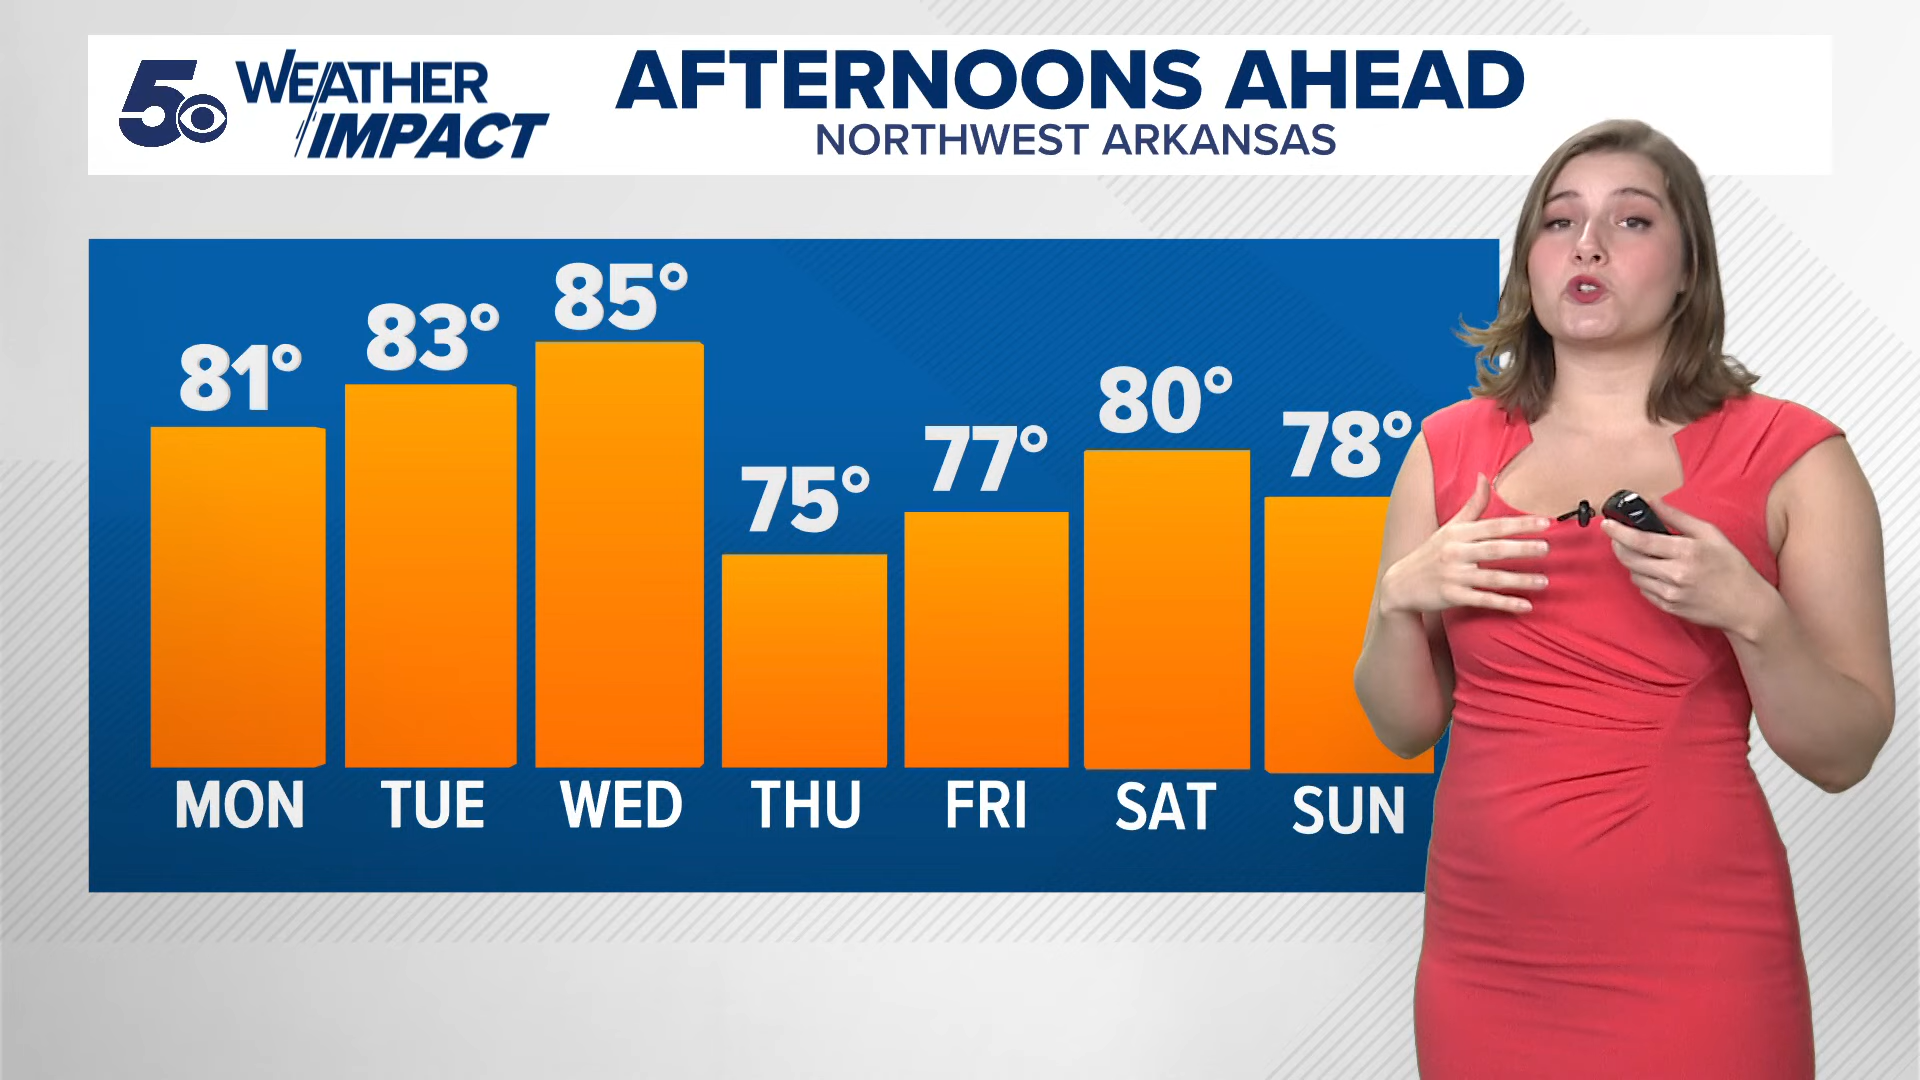 5 WEATHER IMPACT
AFTERNOONS AHEAD
NORTHWEST ARKANSAS
81° 83° 85° 75° 77° 80° 78°
MON TUE WED THU FRI SAT SUN